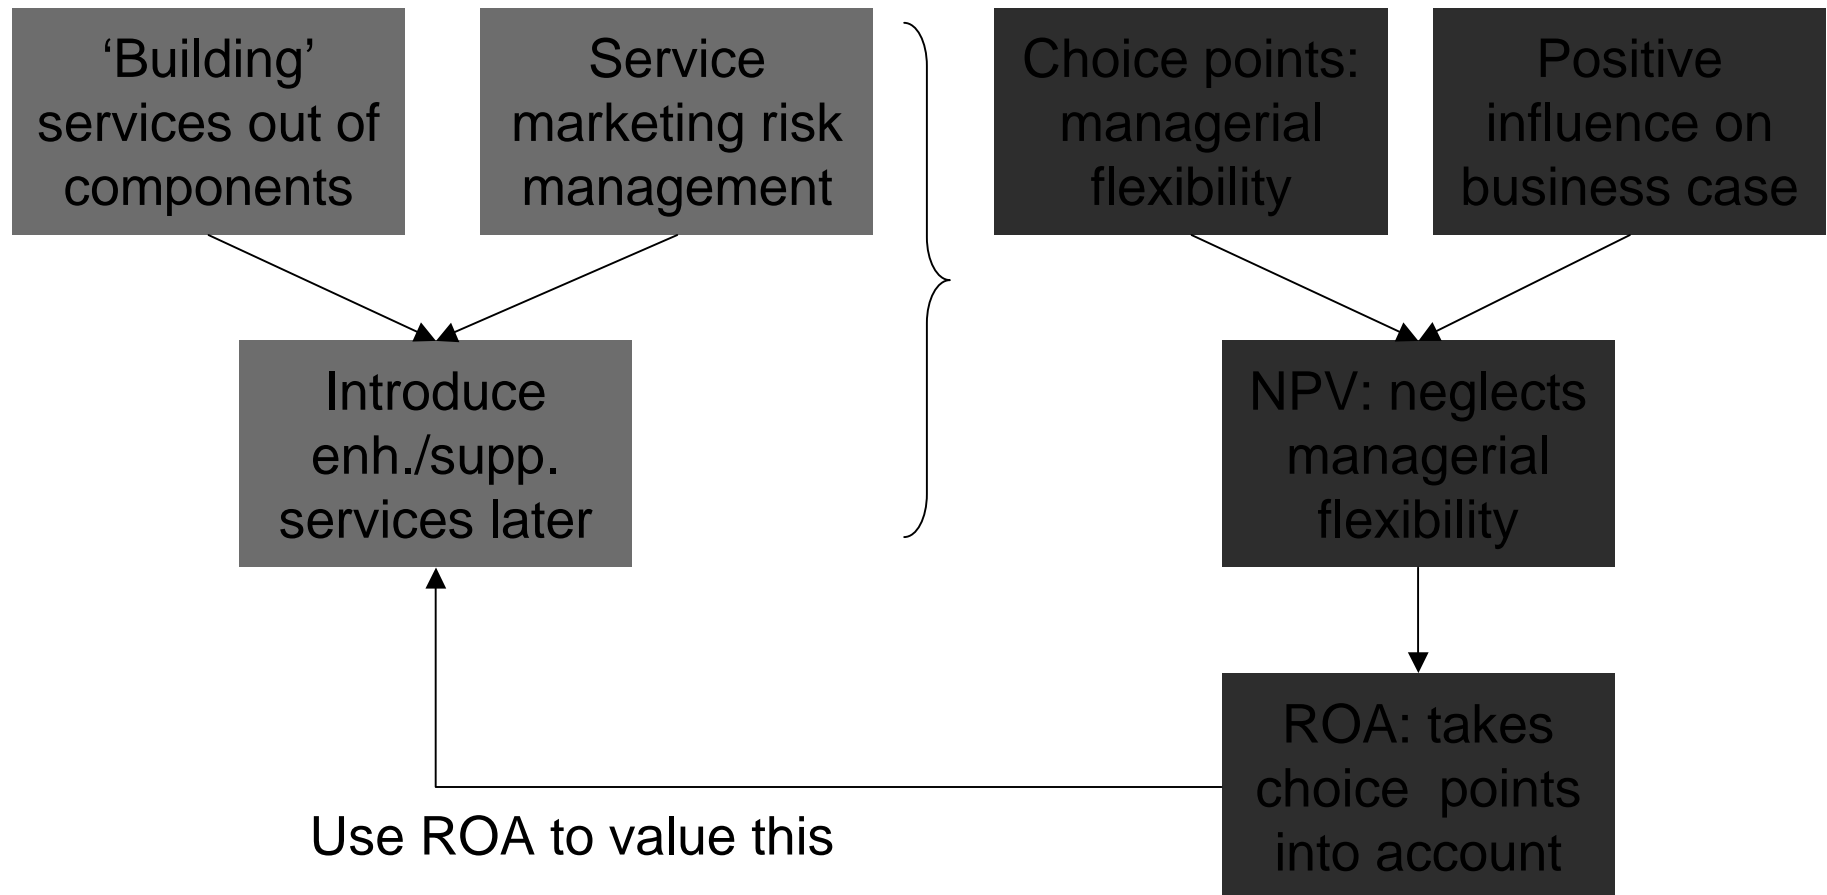 ‘Building’
services out of
components
Service
marketing risk
management
Choice points:
managerial
flexibility
Positive
influence on
business case
Introduce
enh./supp.
services later
NPV: neglects
managerial
flexibility
ROA: takes
choice points
into account
Use ROA to value this